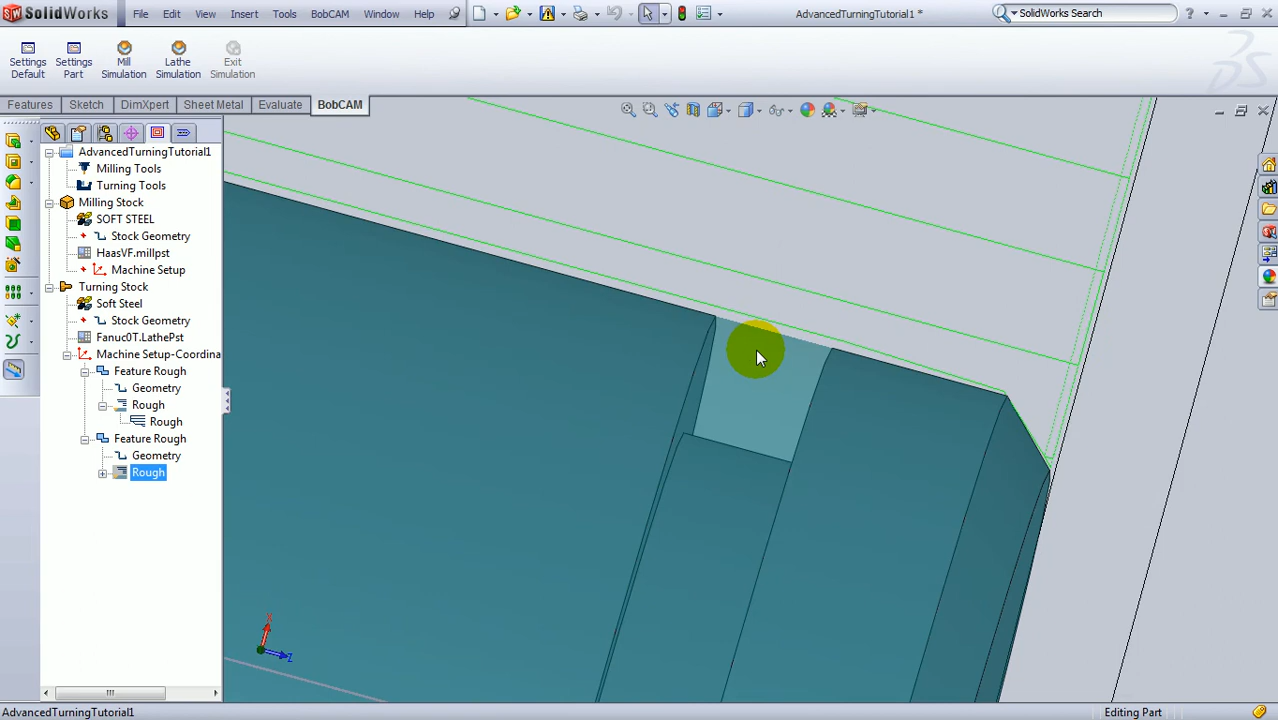 SolidWorks File Edit View Insert Tools BobCAM Window Help AdvancedTurningTutorial1 * SolidWorks Search
Settings Default
Settings Part
Mill Simulation
Lathe Simulation
Exit Simulation
Features Sketch DimXpert Sheet Metal Evaluate BobCAM
AdvancedTurningTutorial1
Milling Tools
Turning Tools
Milling Stock
SOFT STEEL
Stock Geometry
HaasVF.millpst
Machine Setup
Turning Stock
Soft Steel
Stock Geometry
Fanuc0T.LathePst
Machine Setup-Coordina
Feature Rough
Geometry
Rough
Rough
Feature Rough
Geometry
Rough
X
Z
AdvancedTurningTutorial1 Editing Part